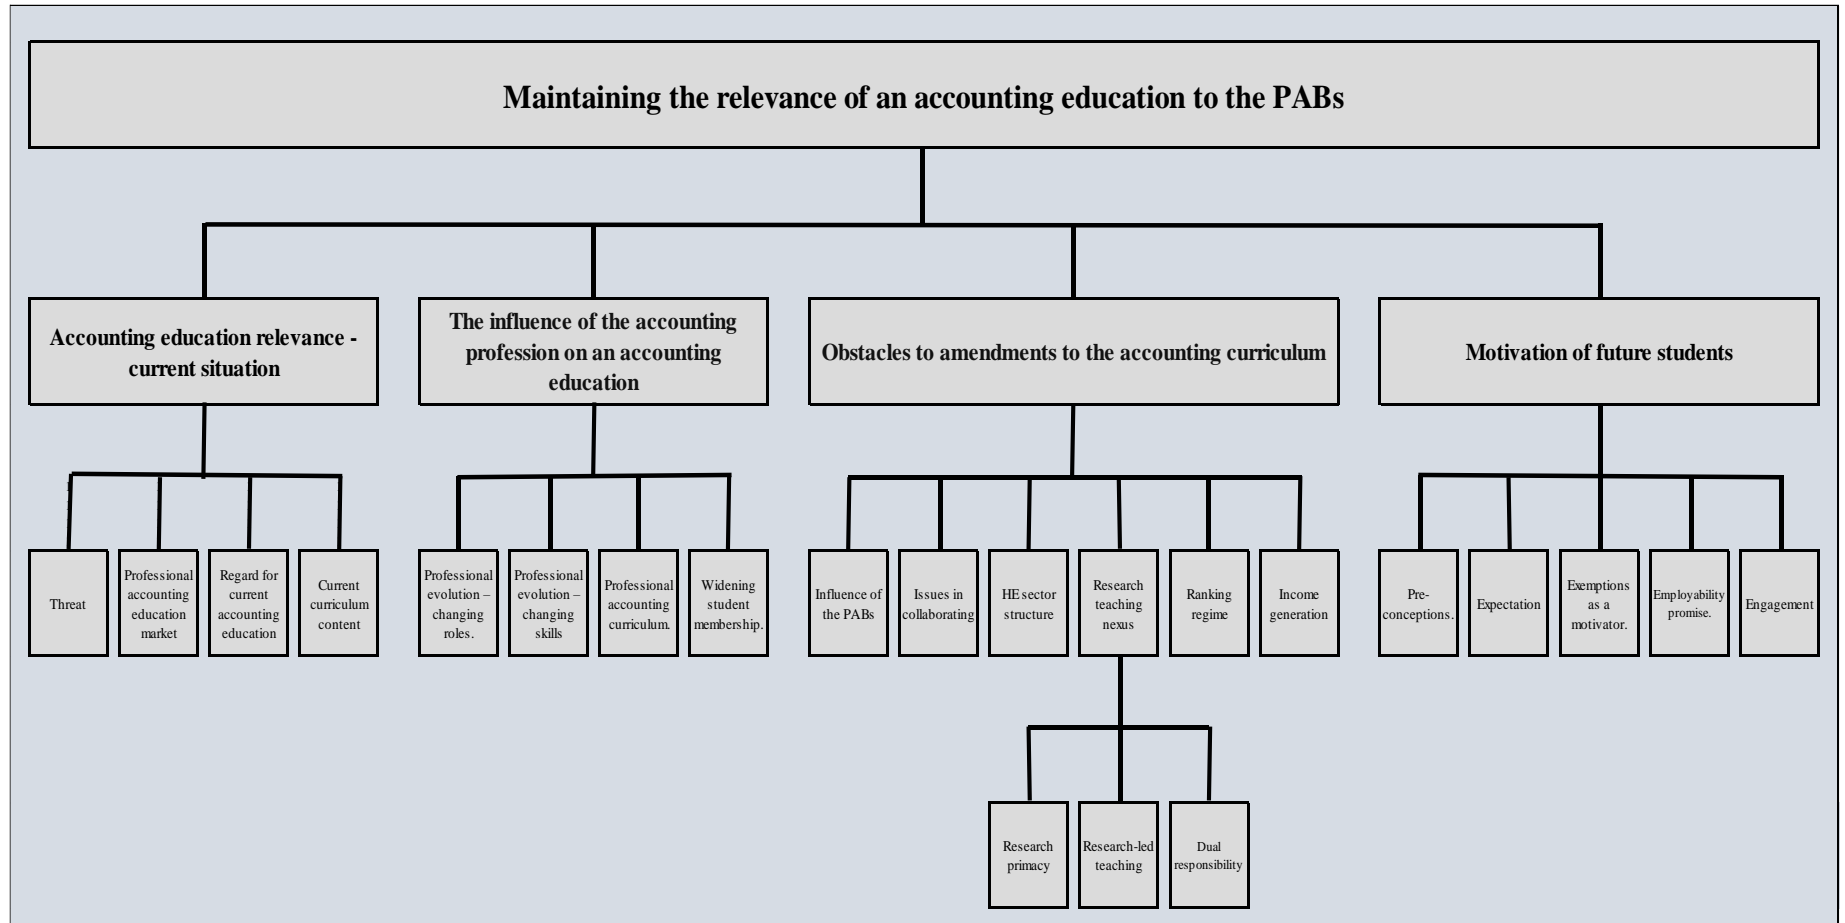 Maintaining the relevance of an accounting education to the PABs
Accounting education relevance -
current situation
The influence of the accounting
profession on an accounting
education
Obstacles to amendments to the accounting curriculum
Motivation of future students
Threat
Professional
accounting
education
market
Regard for
current
accounting
education
Current
curriculum
content
Professional
evolution –
changing
roles.
Professional
evolution –
changing
skills
Professional
accounting
curriculum.
Widening
student
membership.
Influence of
the PABs
Issues in
collaborating
HE sector
structure
Research
teaching
nexus
Ranking
regime
Income
generation
Pre-
conceptions.
Expectation
Exemptions
as a
motivator.
Employability
promise.
Engagement
Research
primacy
Research-led
teaching
Dual
responsibility